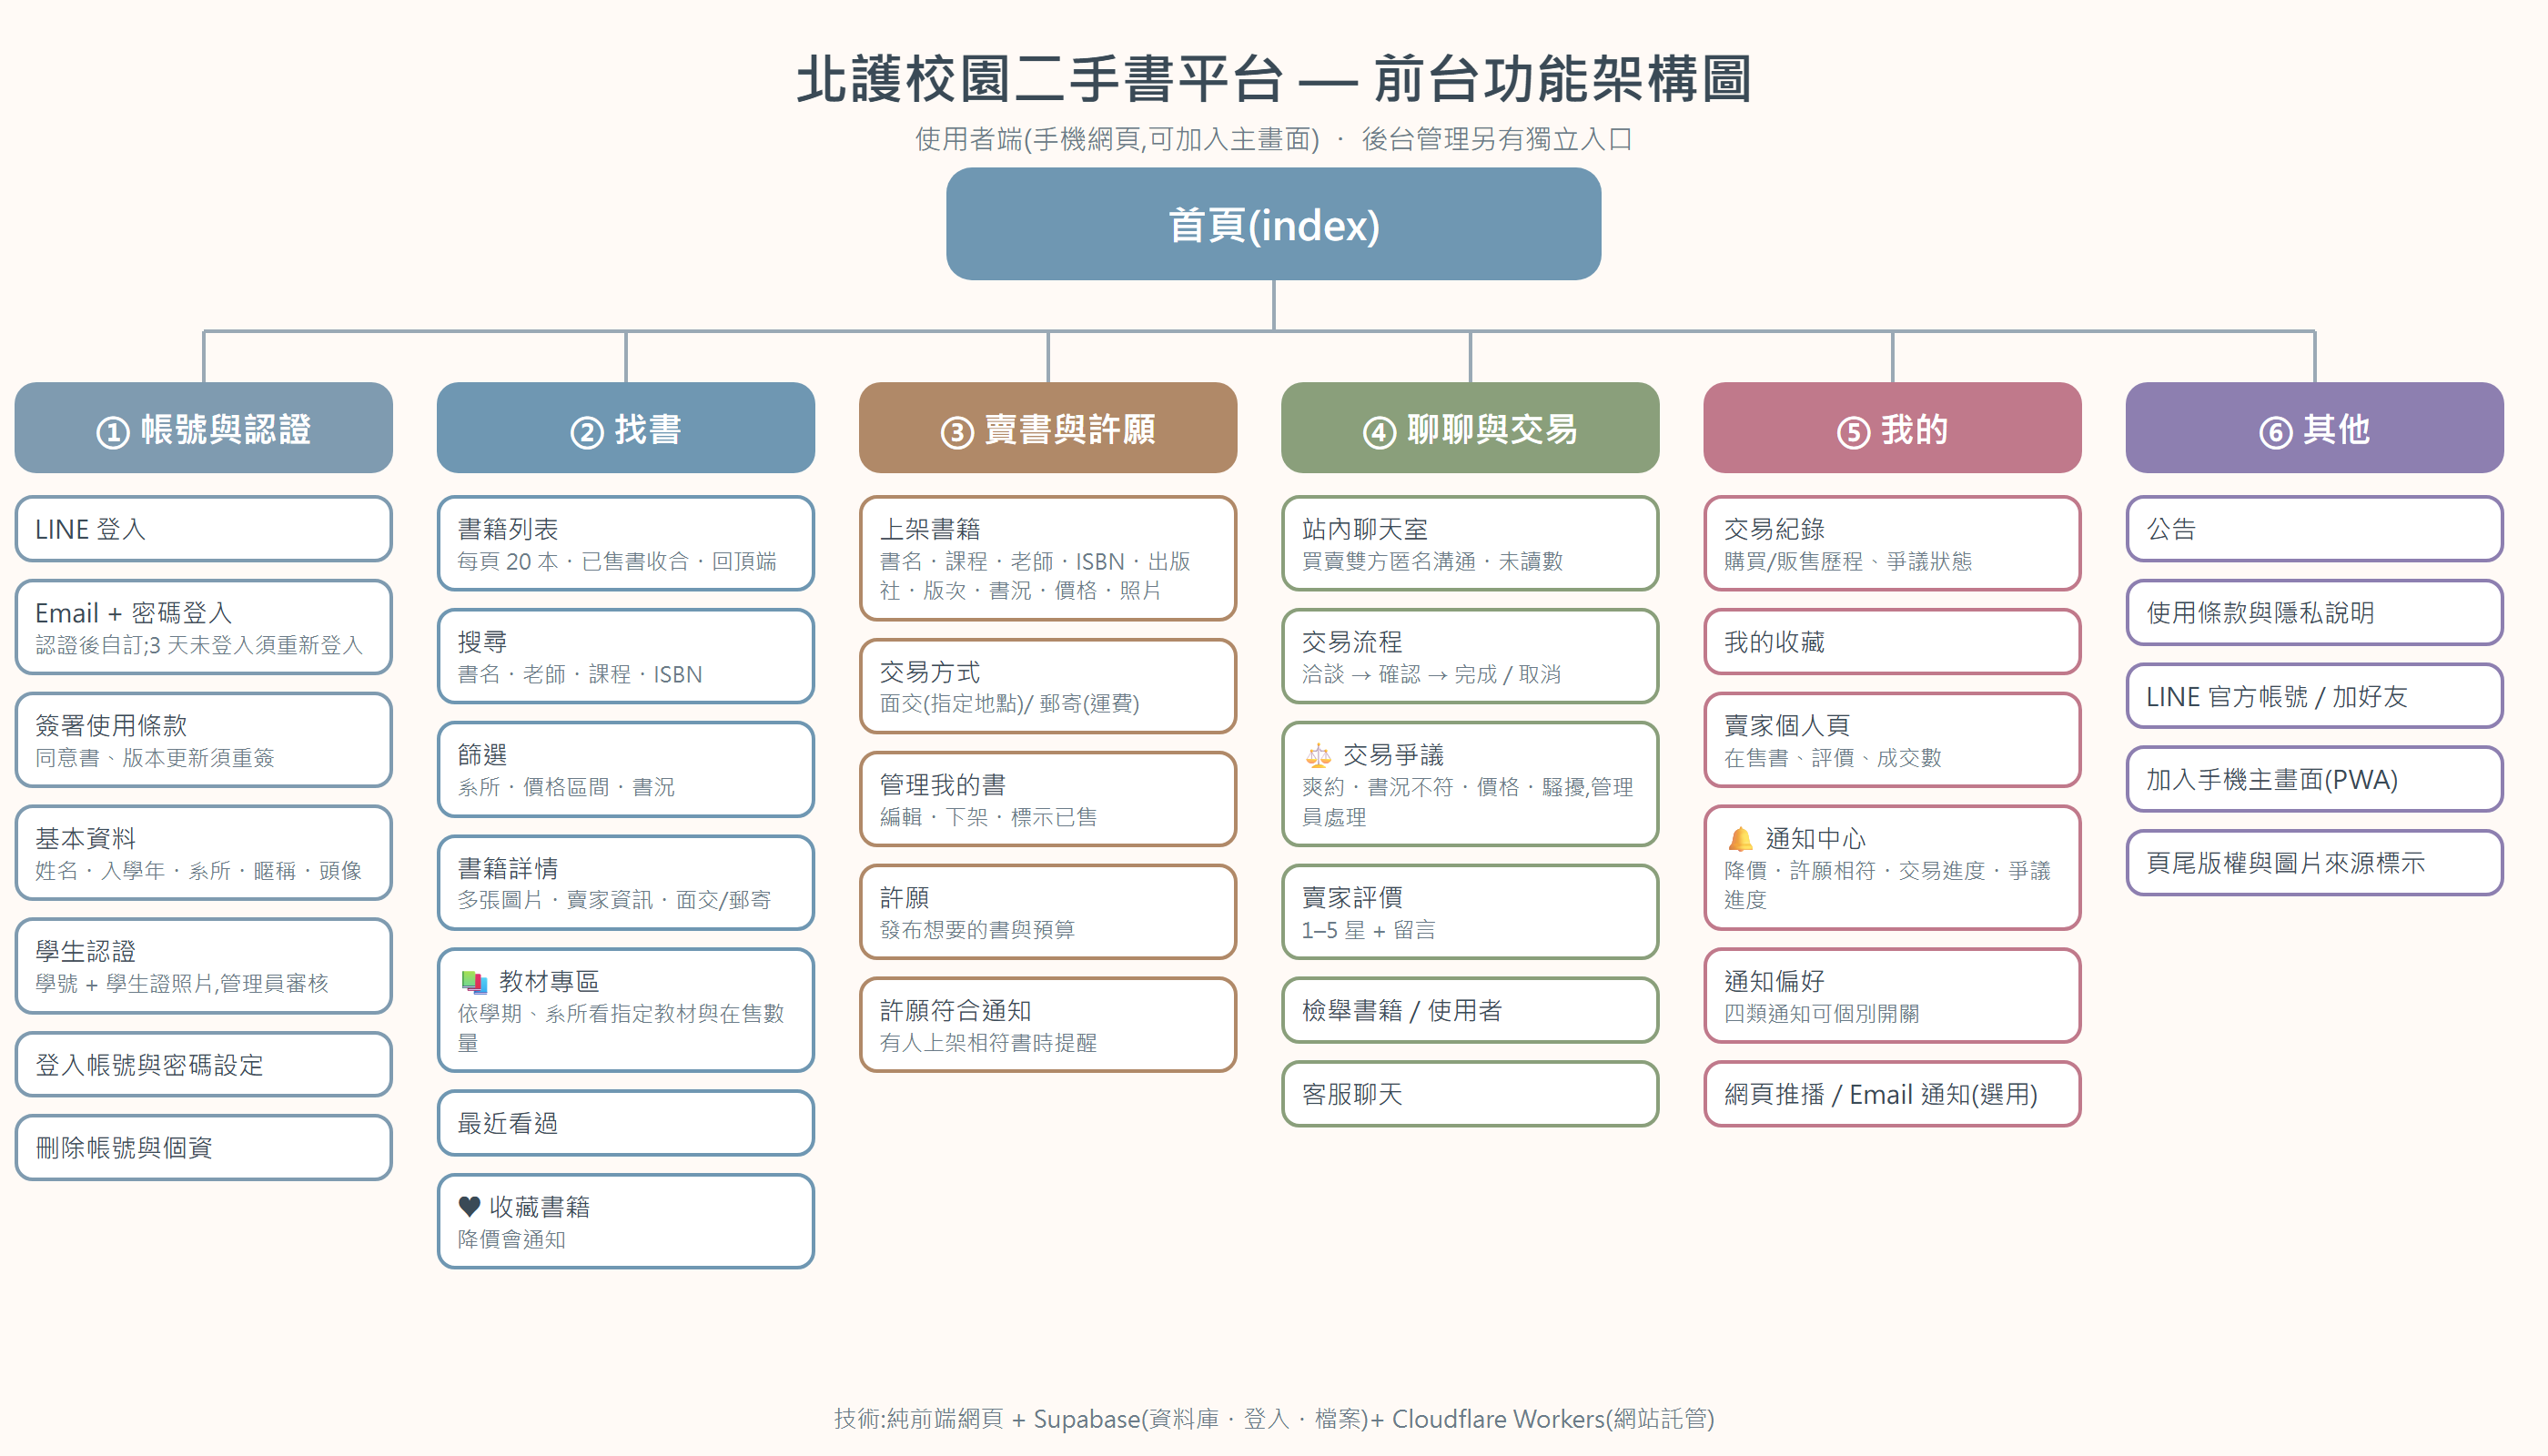 北護校園二手書平台 — 前台功能架構圖
使用者端(手機網頁,可加入主畫面) · 後台管理另有獨立入口
首頁(index)
① 帳號與認證
LINE 登入
Email + 密碼登入
認證後自訂;3 天未登入須重新登入
簽署使用條款
同意書、版本更新須重簽
基本資料
姓名 · 入學年 · 系所 · 暱稱 · 頭像
學生認證
學號 + 學生證照片,管理員審核
登入帳號與密碼設定
刪除帳號與個資
② 找書
書籍列表
每頁 20 本 · 已售書收合 · 回頂端
搜尋
書名 · 老師 · 課程 · ISBN
篩選
系所 · 價格區間 · 書況
書籍詳情
多張圖片 · 賣家資訊 · 面交/郵寄
📚 教材專區
依學期、系所看指定教材與在售數
量
最近看過
♥ 收藏書籍
降價會通知
③ 賣書與許願
上架書籍
書名 · 課程 · 老師 · ISBN · 出版
社 · 版次 · 書況 · 價格 · 照片
交易方式
面交(指定地點)/ 郵寄(運費)
管理我的書
編輯 · 下架 · 標示已售
許願
發布想要的書與預算
許願符合通知
有人上架相符書時提醒
④ 聊聊與交易
站內聊天室
買賣雙方匿名溝通 · 未讀數
交易流程
洽談 → 確認 → 完成 / 取消
⚖️ 交易爭議
爽約 · 書況不符 · 價格 · 騷擾,管理
員處理
賣家評價
1–5 星 + 留言
檢舉書籍 / 使用者
客服聊天
⑤ 我的
交易紀錄
購買/販售歷程、爭議狀態
我的收藏
賣家個人頁
在售書、評價、成交數
🔔 通知中心
降價 · 許願相符 · 交易進度 · 爭議
進度
通知偏好
四類通知可個別開關
網頁推播 / Email 通知(選用)
⑥ 其他
公告
使用條款與隱私說明
LINE 官方帳號 / 加好友
加入手機主畫面(PWA)
頁尾版權與圖片來源標示
技術:純前端網頁 + Supabase(資料庫 · 登入 · 檔案)+ Cloudflare Workers(網站託管)